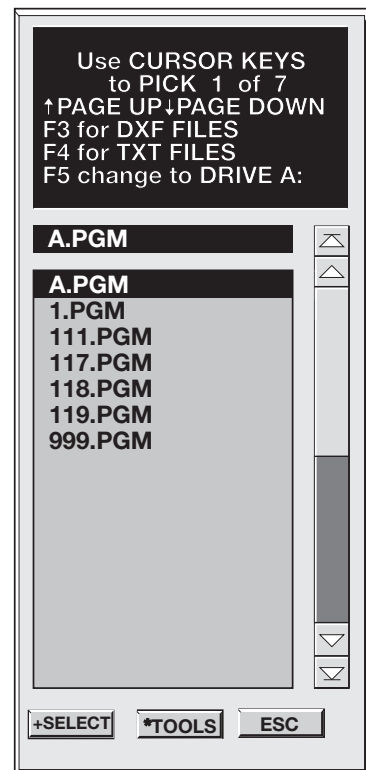 Use CURSOR KEYS
to PICK 1 of 7
↑PAGE UP↓PAGE DOWN
F3 for DXF FILES
F4 for TXT FILES
F5 change to DRIVE A:
A.PGM
A.PGM
1.PGM
111.PGM
117.PGM
118.PGM
119.PGM
999.PGM
+SELECT *TOOLS ESC